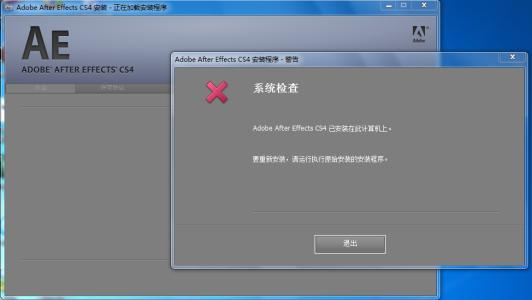 Adobe After Effects CS4 安装 - 正在加载安装程序
AE
ADOBE® AFTER EFFECTS® CS4
Adobe
Adobe After Effects CS4 安装程序 - 警告
系统检查
Adobe After Effects CS4 已安装在此计算机上。
要重新安装，请运行执行原始安装的安装程序。
退出